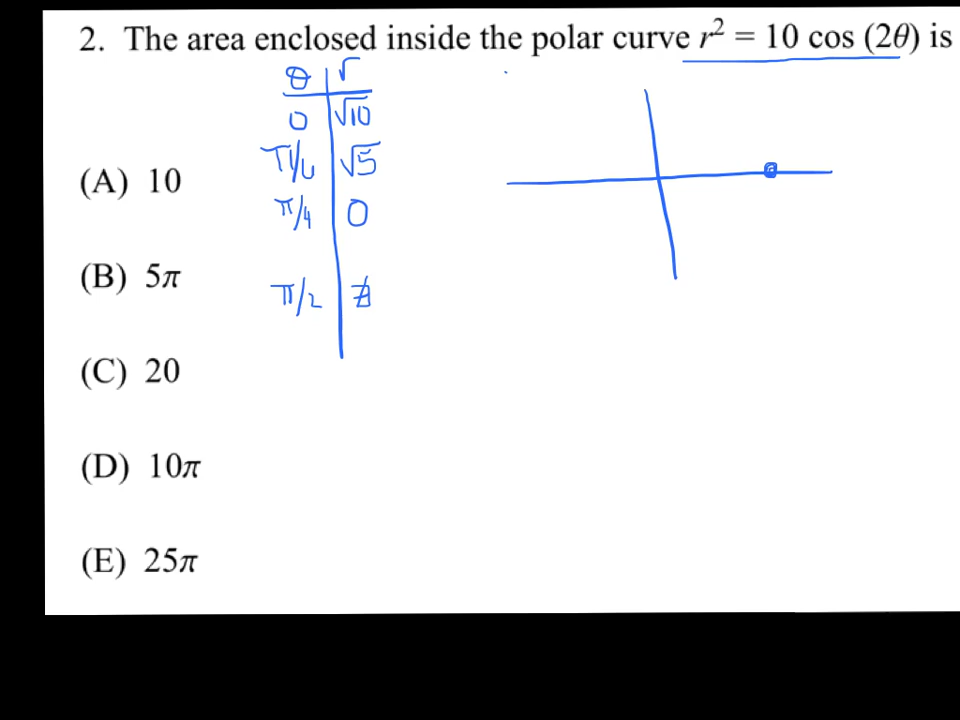 2. The area enclosed inside the polar curve r² = 10 cos (2θ) is
θ | r
0 | √10
π/6 | √5
(A) 10
π/4 | 0
(B) 5π
π/2 | ∄
(C) 20
(D) 10π
(E) 25π